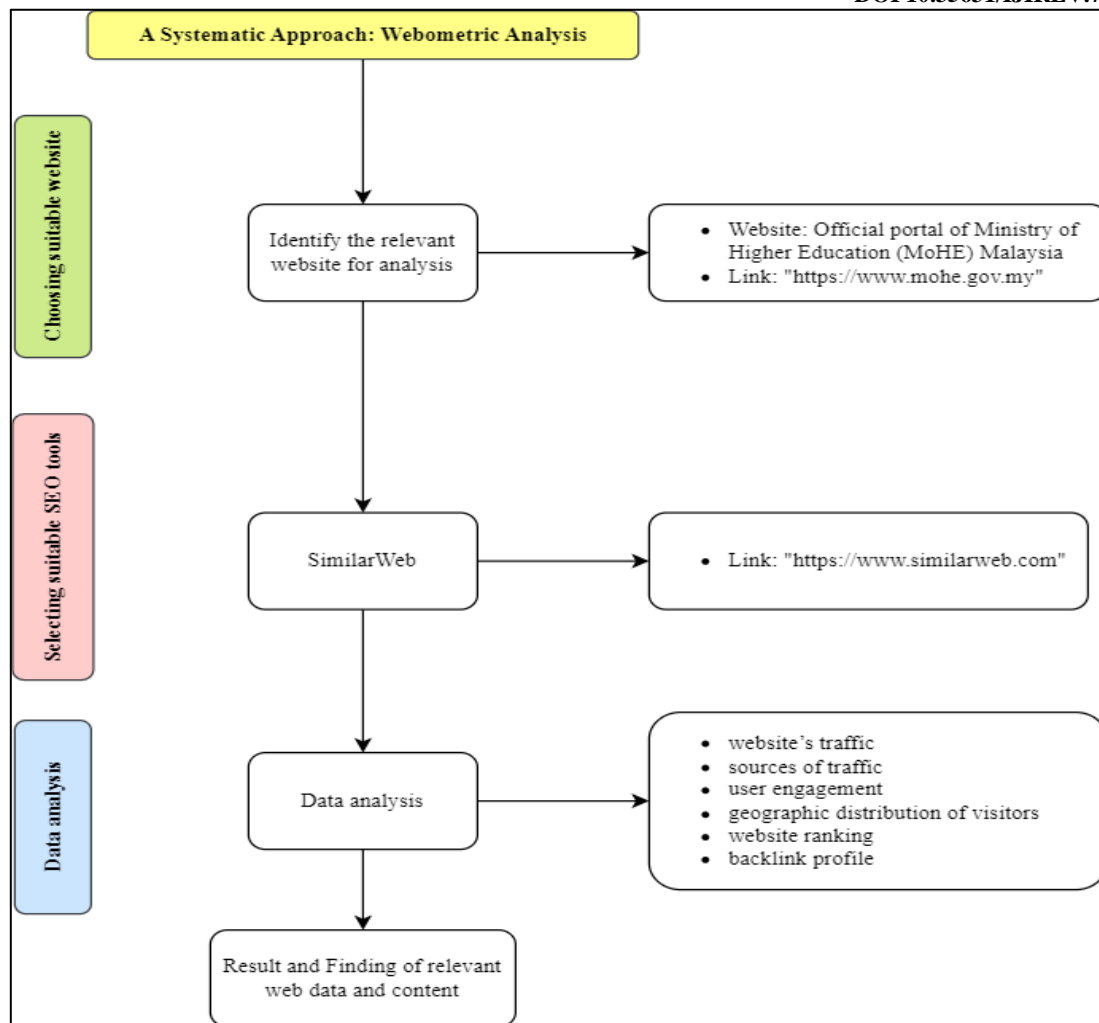 A Systematic Approach: Webometric Analysis
Choosing suitable website
Identify the relevant
website for analysis
• Website: Official portal of Ministry of
Higher Education (MoHE) Malaysia
• Link: "https://www.mohe.gov.my"
Selecting suitable SEO tools
SimilarWeb
• Link: "https://www.similarweb.com"
Data analysis
Data analysis
• website’s traffic
• sources of traffic
• user engagement
• geographic distribution of visitors
• website ranking
• backlink profile
Result and Finding of relevant
web data and content